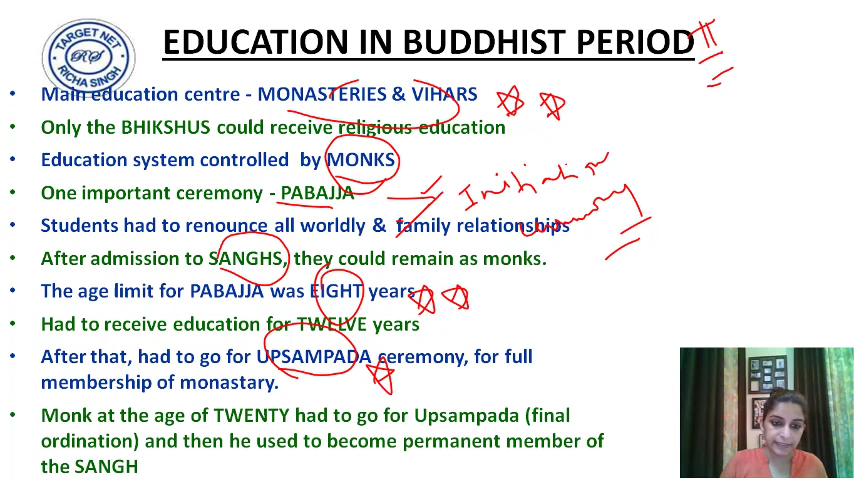 EDUCATION IN BUDDHIST PERIOD
TARGET NET
RS
RICHA SINGH
• Main education centre - MONASTERIES & VIHARS
• Only the BHIKSHUS could receive religious education
• Education system controlled by MONKS
• One important ceremony - PABAJJA
Initiation
ceremony
• Students had to renounce all worldly & family relationships
• After admission to SANGHS, they could remain as monks.
• The age limit for PABAJJA was EIGHT years
• Had to receive education for TWELVE years
• After that, had to go for UPSAMPADA ceremony, for full
membership of monastary.
• Monk at the age of TWENTY had to go for Upsampada (final
ordination) and then he used to become permanent member of
the SANGH